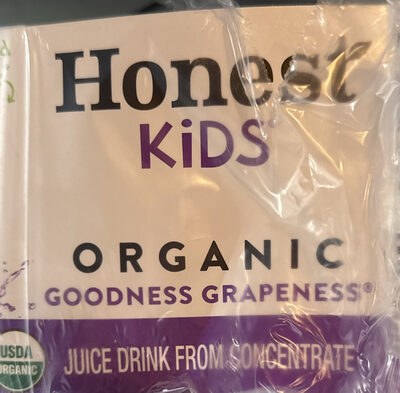 Honest
KiDS
ORGANIC
GOODNESS GRAPENESS®
USDA
ORGANIC
JUICE DRINK FROM CONCENTRATE